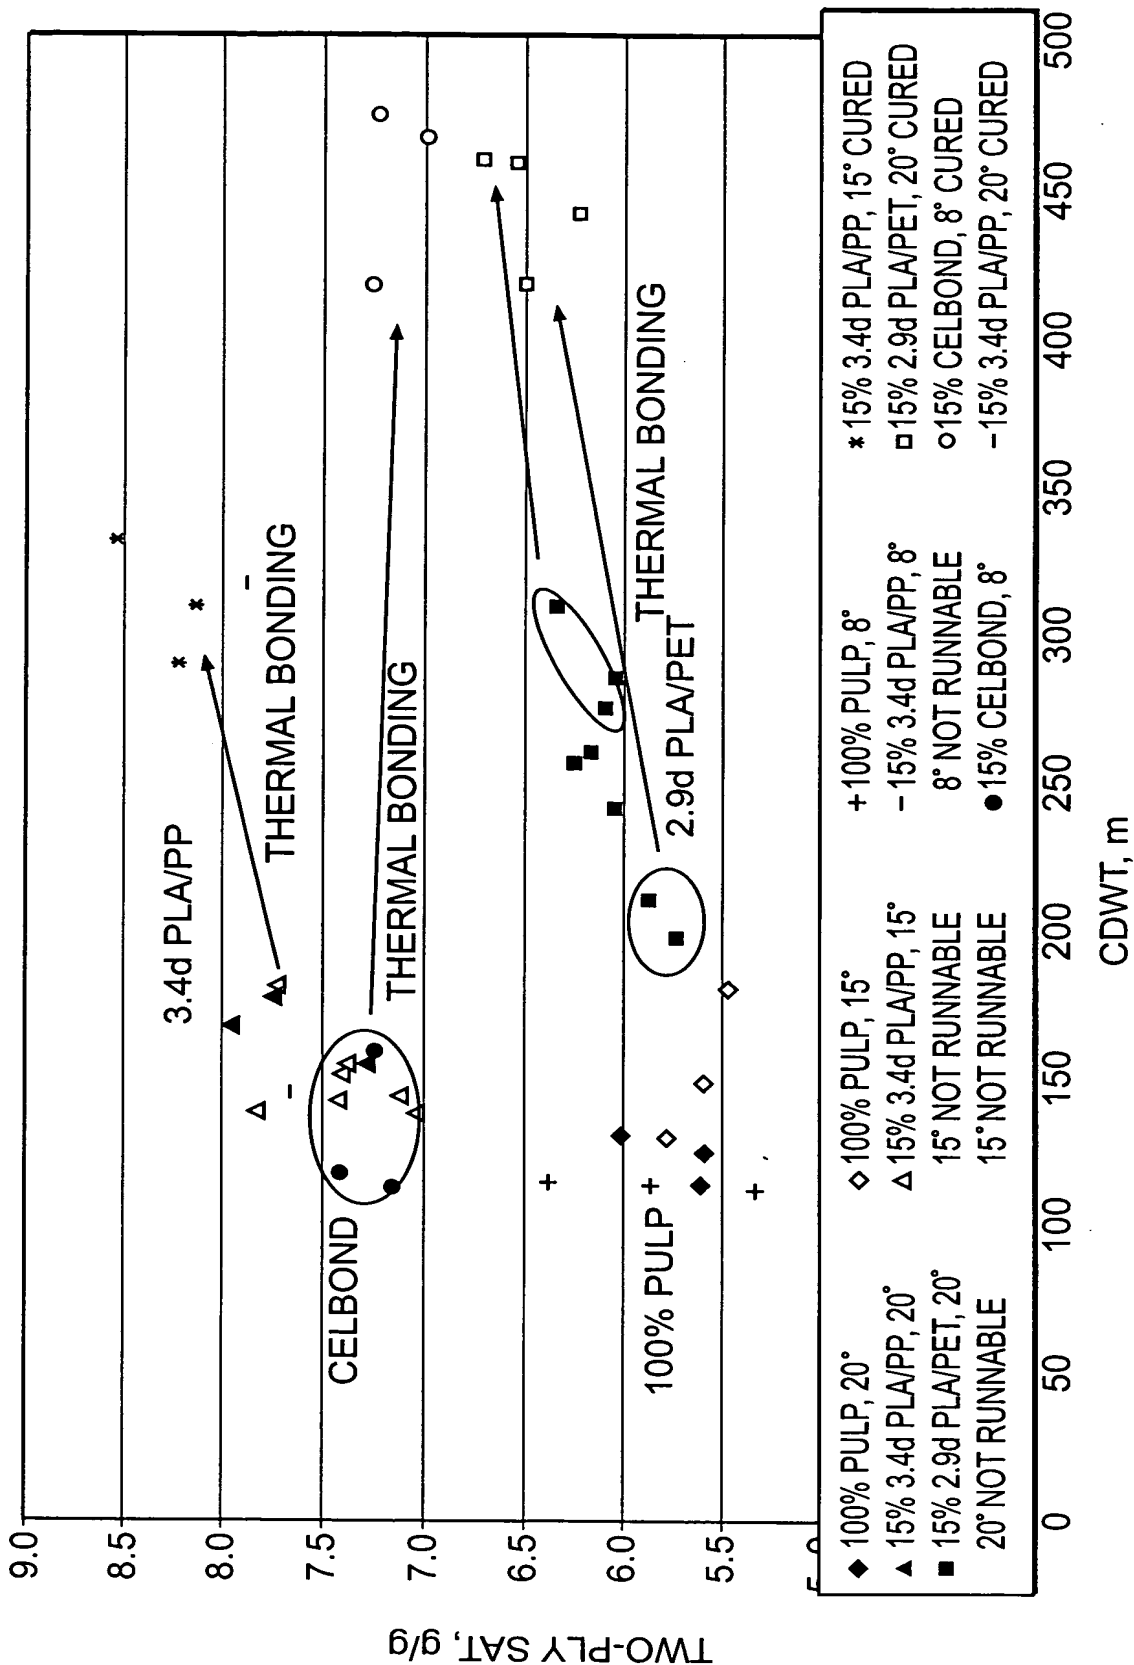 TWO-PLY SAT, g/g
9.0
8.5
8.0
7.5
7.0
6.5
6.0
5.5
3.4d PLA/PP
THERMAL BONDING
CELBOND
THERMAL BONDING
THERMAL BONDING
2.9d PLA/PET
100% PULP
◆ 100% PULP, 20°
▲ 15% 3.4d PLA/PP, 20°
■ 15% 2.9d PLA/PET, 20°
20° NOT RUNNABLE
◇ 100% PULP, 15°
△ 15% 3.4d PLA/PP, 15°
15° NOT RUNNABLE
15° NOT RUNNABLE
+ 100% PULP, 8°
– 15% 3.4d PLA/PP, 8°
8° NOT RUNNABLE
● 15% CELBOND, 8°
* 15% 3.4d PLA/PP, 15° CURED
□ 15% 2.9d PLA/PET, 20° CURED
○ 15% CELBOND, 8° CURED
– 15% 3.4d PLA/PP, 20° CURED
0 50 100 150 200 250 300 350 400 450 500
CDWT, m